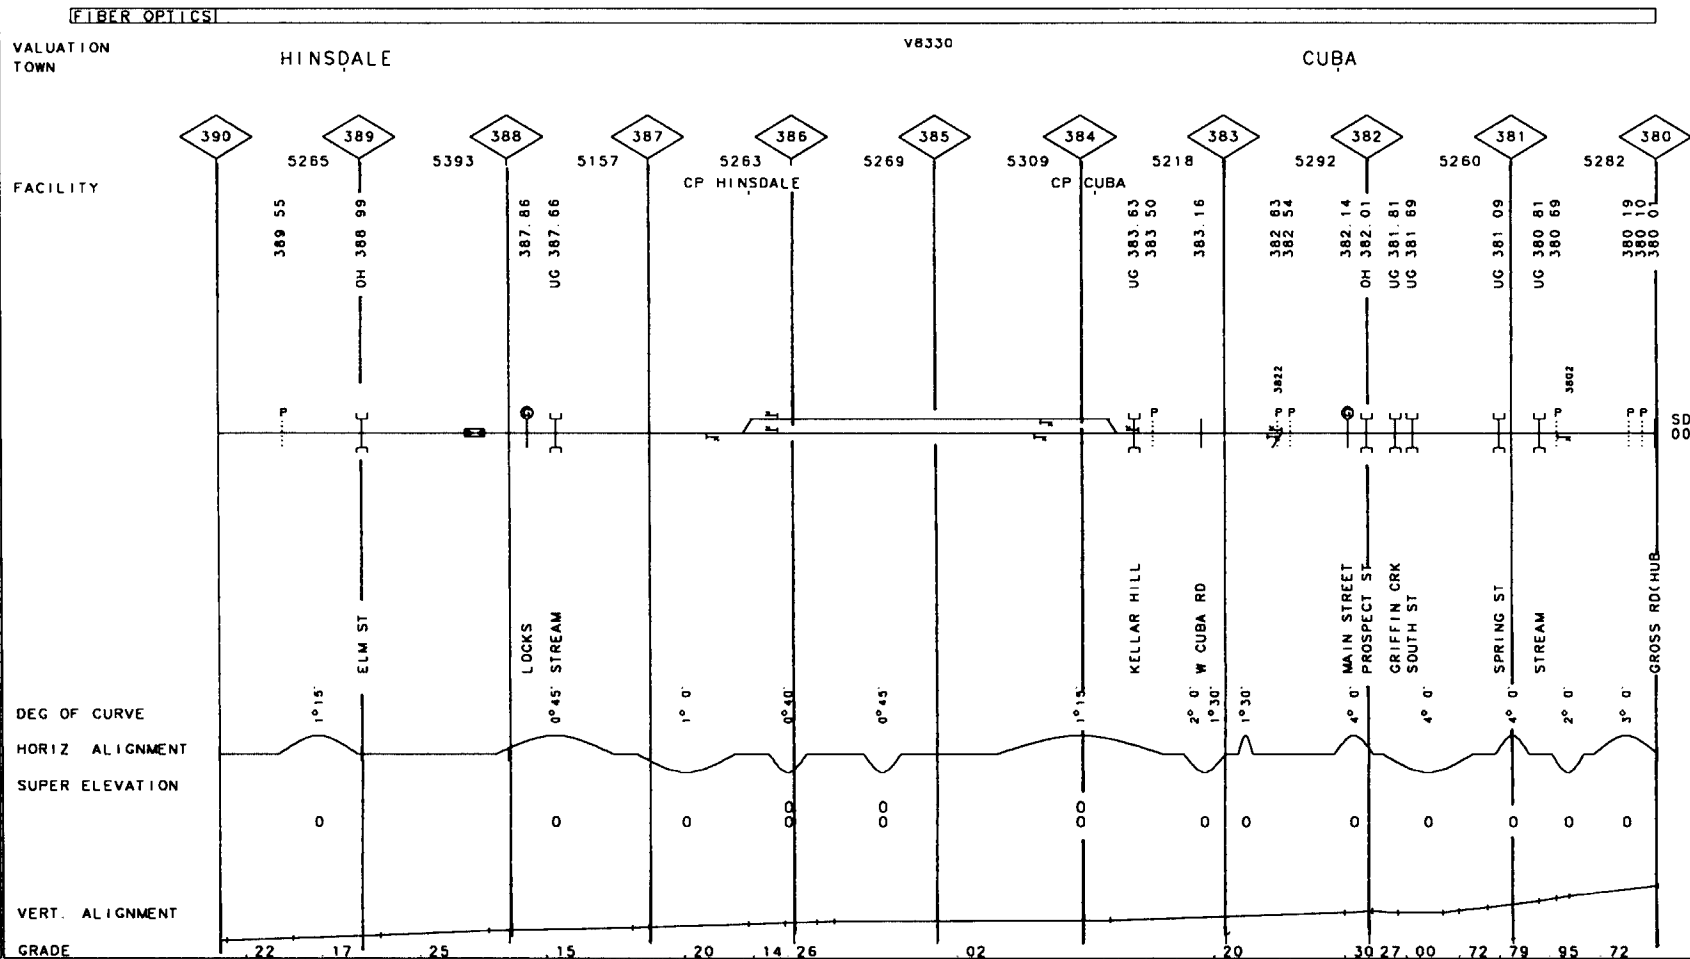 FIBER OPTICS
VALUATION
V8330
TOWN
HINSDALE
CUBA
390
389
388
387
386
385
384
383
382
381
380
5265
5393
5157
5263
5269
5309
5218
5292
5260
5282
FACILITY
CP HINSDALE
CP CUBA
389 55
OH 388 99
387.86
UG 387.66
UG 383.63
383 50
383.16
382 63
382 54
382.14
OH 382.01
UG 381.81
UG 381 69
UG 381 09
UG 380 81
380 69
380 19
380 10
380 01
3822
3802
P
P
P
P
P
P
P
SD
00
ELM ST
LOCKS
STREAM
KELLAR HILL
W CUBA RD
MAIN STREET
PROSPECT ST
GRIFFIN CRK
SOUTH ST
SPRING ST
STREAM
GROSS RD(HUB
DEG OF CURVE
1°15'
0°45'
1° 0'
0°40'
0°45'
1°15'
2° 0'
1°30'
1°30'
4° 0'
4° 0'
4° 0'
2° 0'
3° 0'
HORIZ ALIGNMENT
SUPER ELEVATION
0 0 0
0 0 0 0 0 0 0 0 0 0 0 0 0
VERT. ALIGNMENT
GRADE
.22 .17 .25 .15 .20 .14 .26 .02 .20 .30 .27 .00 .72 .79 .95 .72